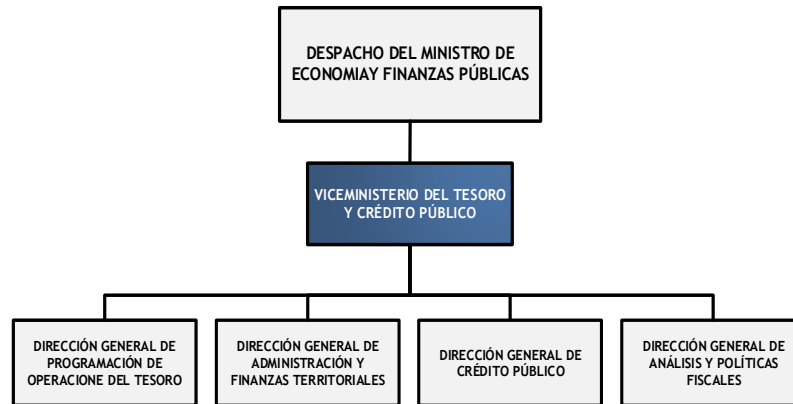 DESPACHO DEL MINISTRO DE
ECONOMIAY FINANZAS PÚBLICAS
VICEMINISTERIO DEL TESORO
Y CRÉDITO PÚBLICO
DIRECCIÓN GENERAL DE
PROGRAMACIÓN DE
OPERACIONE DEL TESORO
DIRECCIÓN GENERAL DE
ADMINISTRACIÓN Y
FINANZAS TERRITORIALES
DIRECCIÓN GENERAL DE
CRÉDITO PÚBLICO
DIRECCIÓN GENERAL DE
ANÁLISIS Y POLÍTICAS
FISCALES